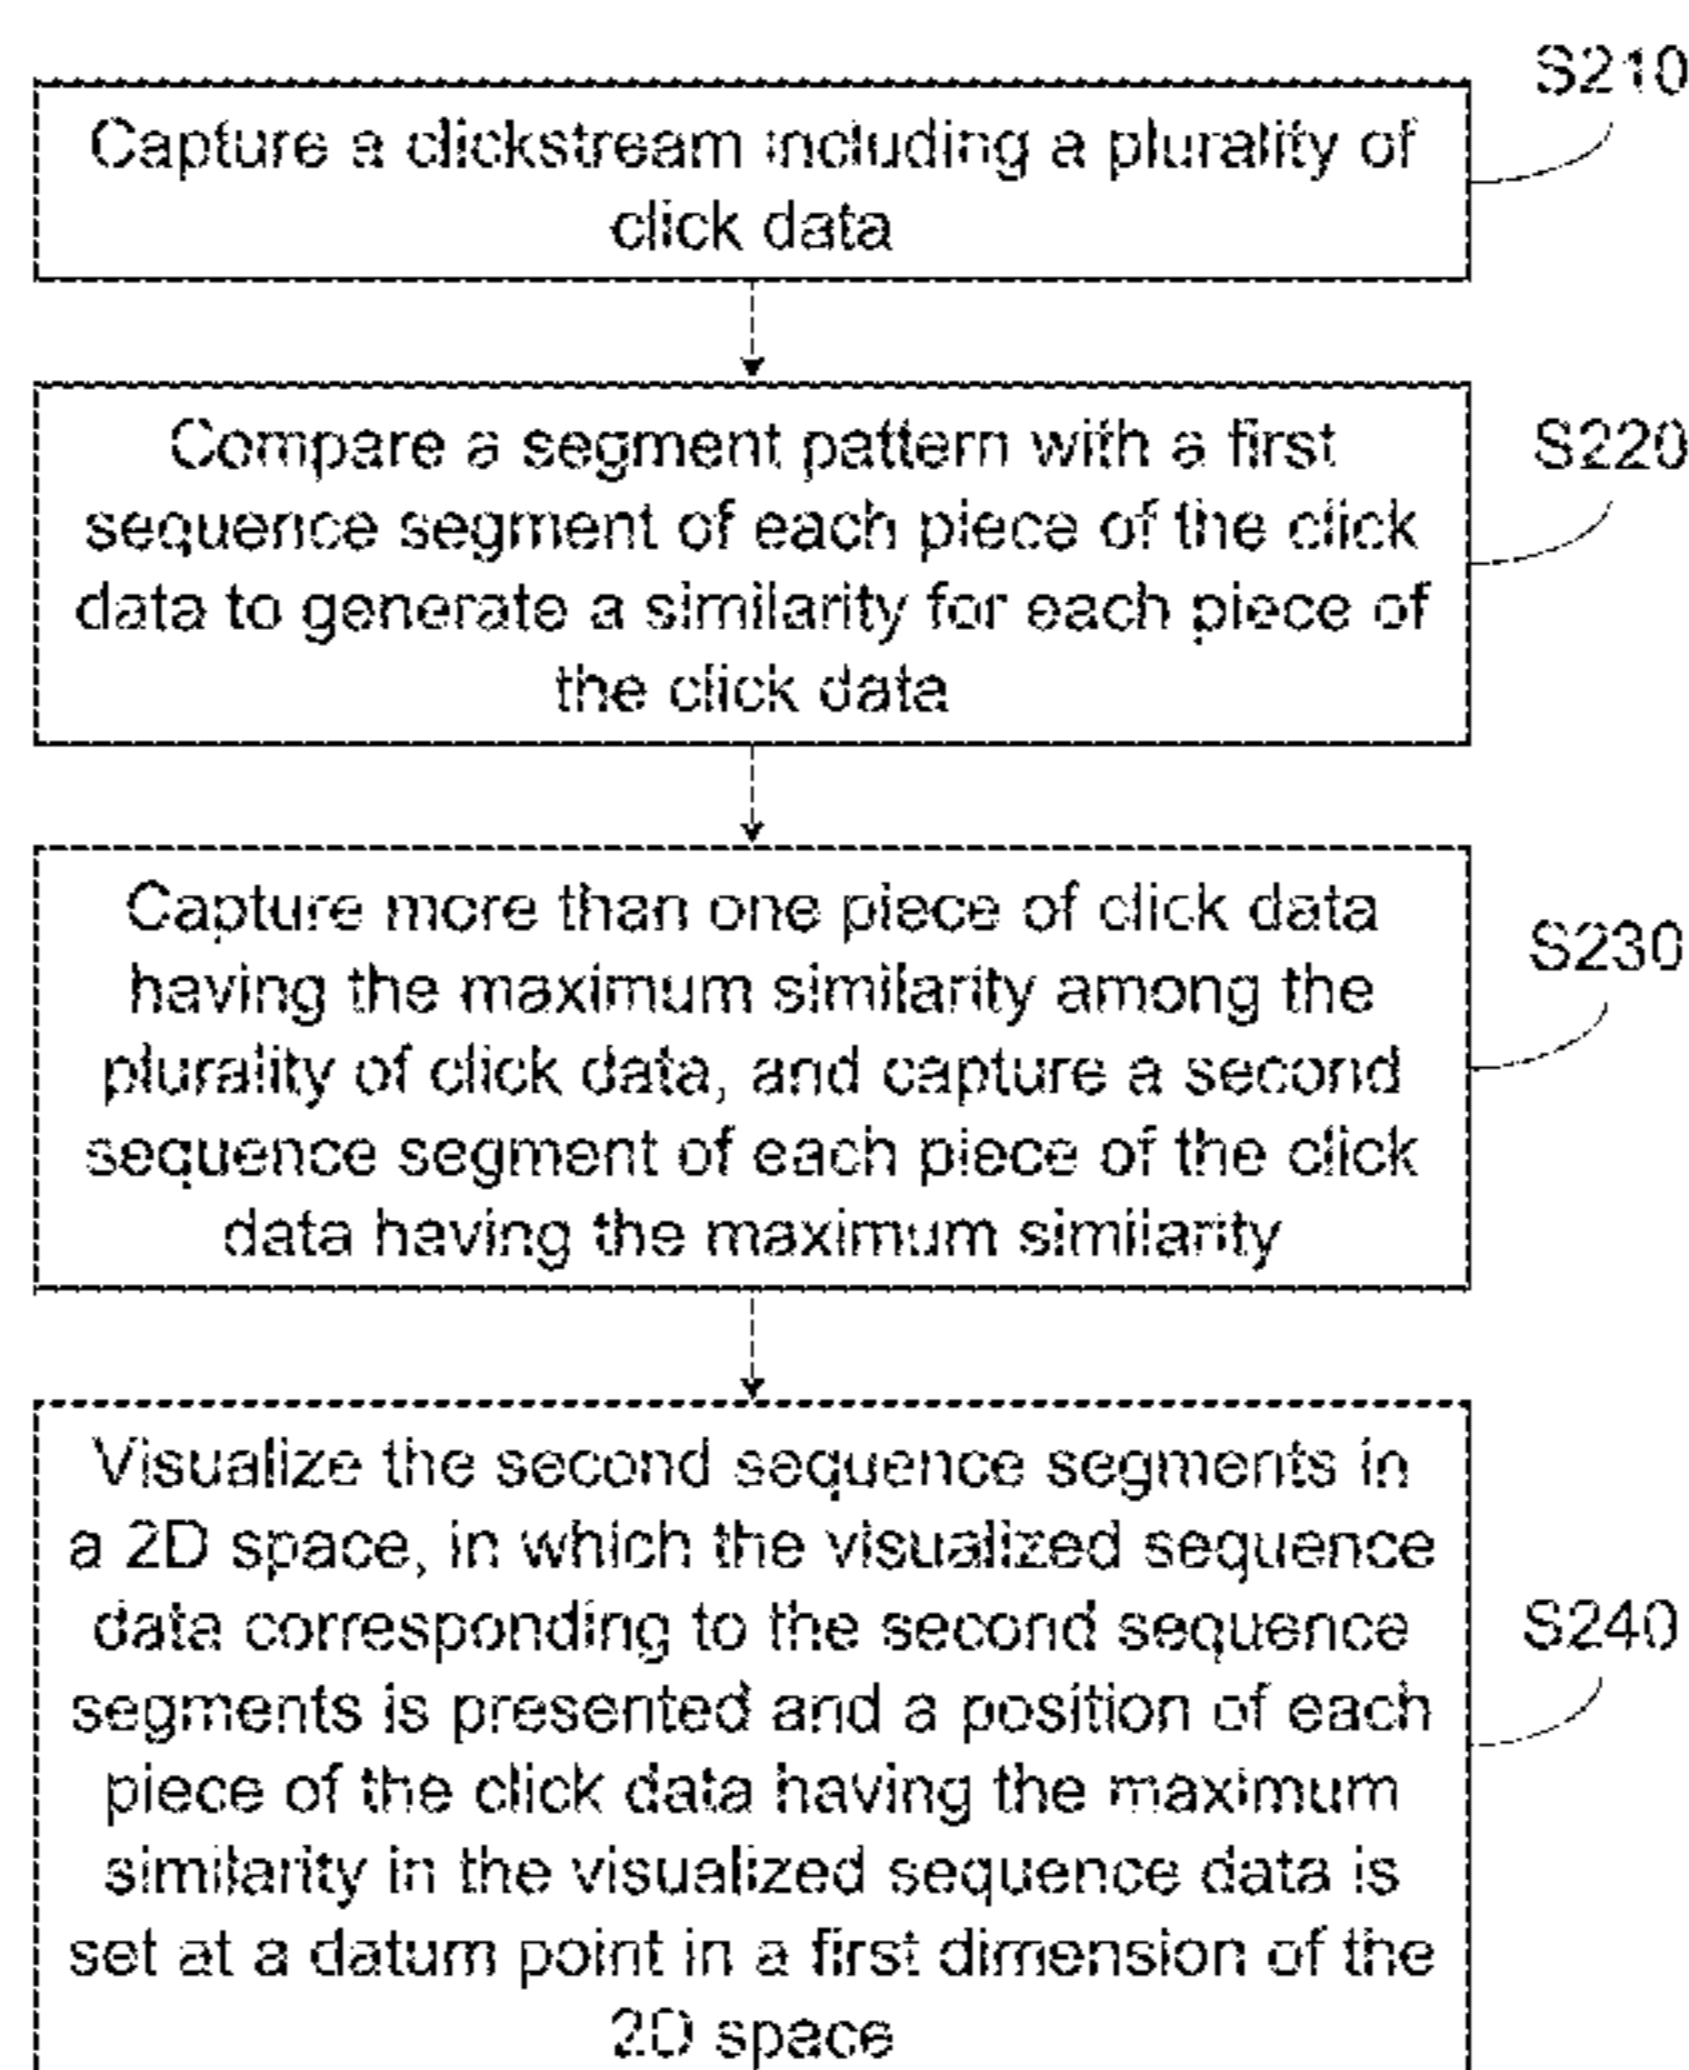 S210
Capture a clickstream including a plurality of
click data
Compare a segment pattern with a first
sequence segment of each piece of the click
data to generate a similarity for each piece of
the click data
S220
Capture more than one piece of click data
having the maximum similarity among the
plurality of click data, and capture a second
sequence segment of each piece of the click
data having the maximum similarity
S230
Visualize the second sequence segments in
a 2D space, in which the visualized sequence
data corresponding to the second sequence
segments is presented and a position of each
piece of the click data having the maximum
similarity in the visualized sequence data is
set at a datum point in a first dimension of the
2D space
S240